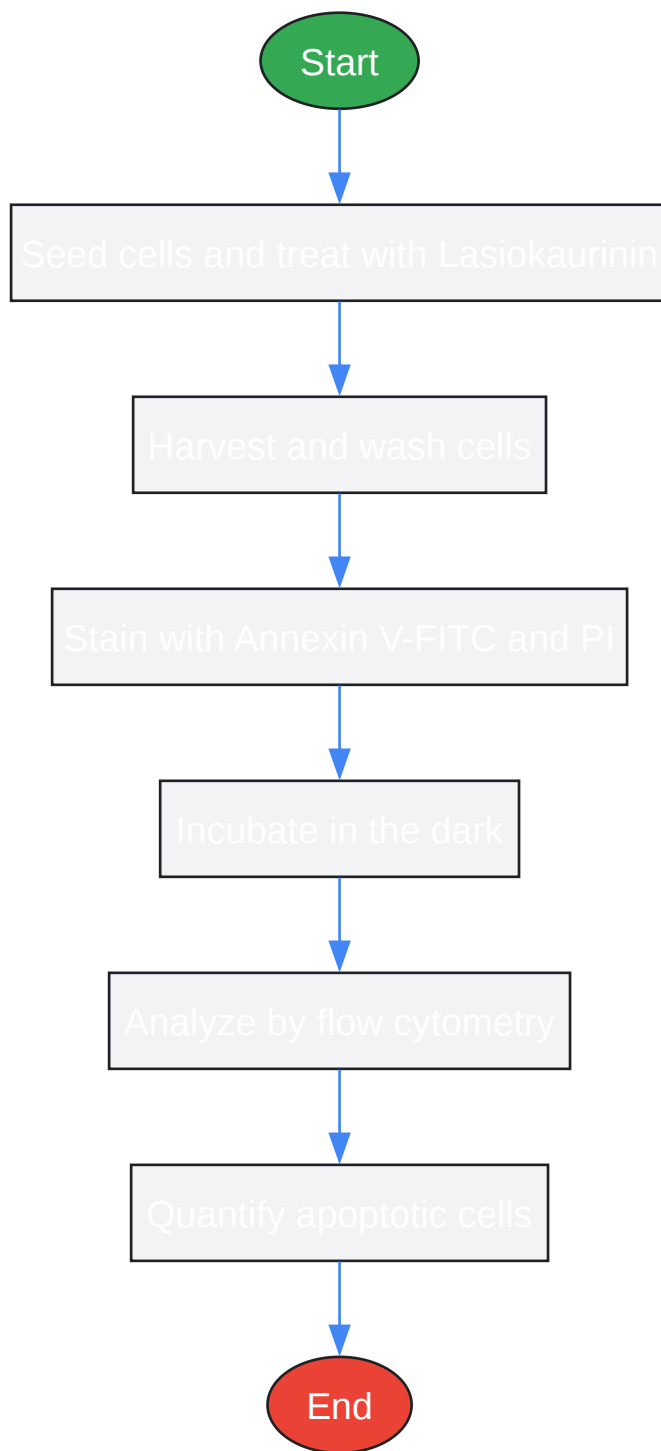 Start
Seed cells and treat with Lasiokaurinin
Harvest and wash cells
Stain with Annexin V-FITC and PI
Incubate in the dark
Analyze by flow cytometry
Quantify apoptotic cells
End